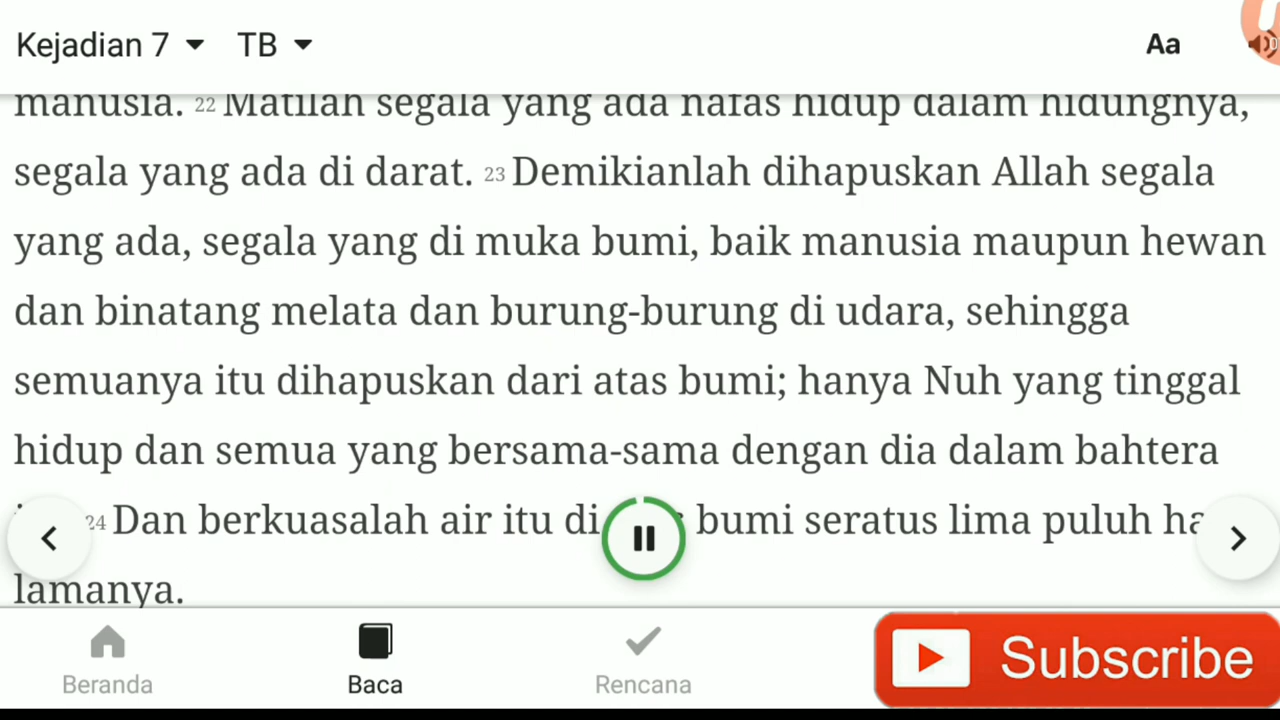 Kejadian 7 TB Aa
manusia. 22 Matilah segala yang ada nafas hidup dalam hidungnya,
segala yang ada di darat. 23 Demikianlah dihapuskan Allah segala
yang ada, segala yang di muka bumi, baik manusia maupun hewan
dan binatang melata dan burung-burung di udara, sehingga
semuanya itu dihapuskan dari atas bumi; hanya Nuh yang tinggal
hidup dan semua yang bersama-sama dengan dia dalam bahtera
24 Dan berkuasalah air itu di bumi seratus lima puluh
lamanya.
Beranda Baca Rencana Subscribe